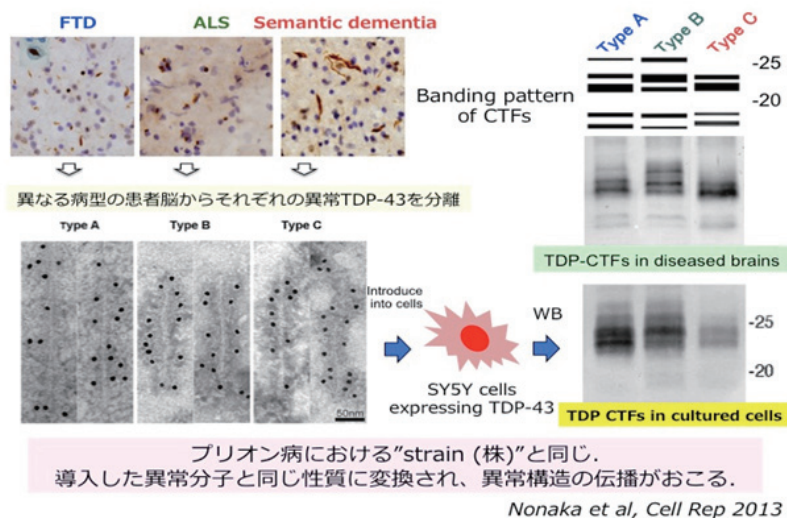 FTD
ALS
Semantic dementia
異なる病型の患者脳からそれぞれの異常TDP-43を分離
Type A
Type B
Type C
50nm
Introduce
into cells
SY5Y cells
expressing TDP-43
WB
Banding pattern
of CTFs
Type A
Type B
Type C
-25
-20
TDP-CTFs in diseased brains
-25
-20
TDP CTFs in cultured cells
プリオン病における”strain (株)”と同じ.
導入した異常分子と同じ性質に変換され、異常構造の伝播がおこる.
Nonaka et al, Cell Rep 2013